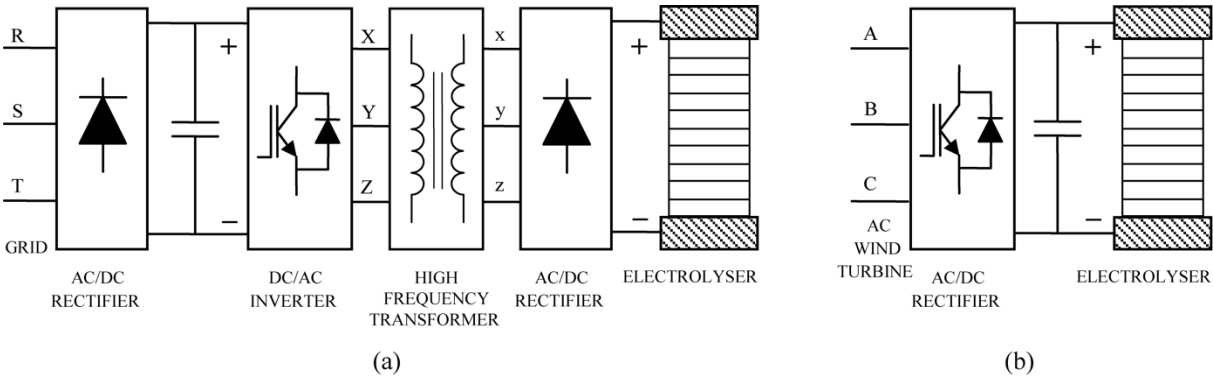 R
S
T
GRID
+
−
X
Y
Z
x
y
z
+
−
AC/DC
RECTIFIER
DC/AC
INVERTER
HIGH
FREQUENCY
TRANSFORMER
AC/DC
RECTIFIER
ELECTROLYSER
(a)
A
B
C
AC
WIND
TURBINE
+
−
AC/DC
RECTIFIER
ELECTROLYSER
(b)